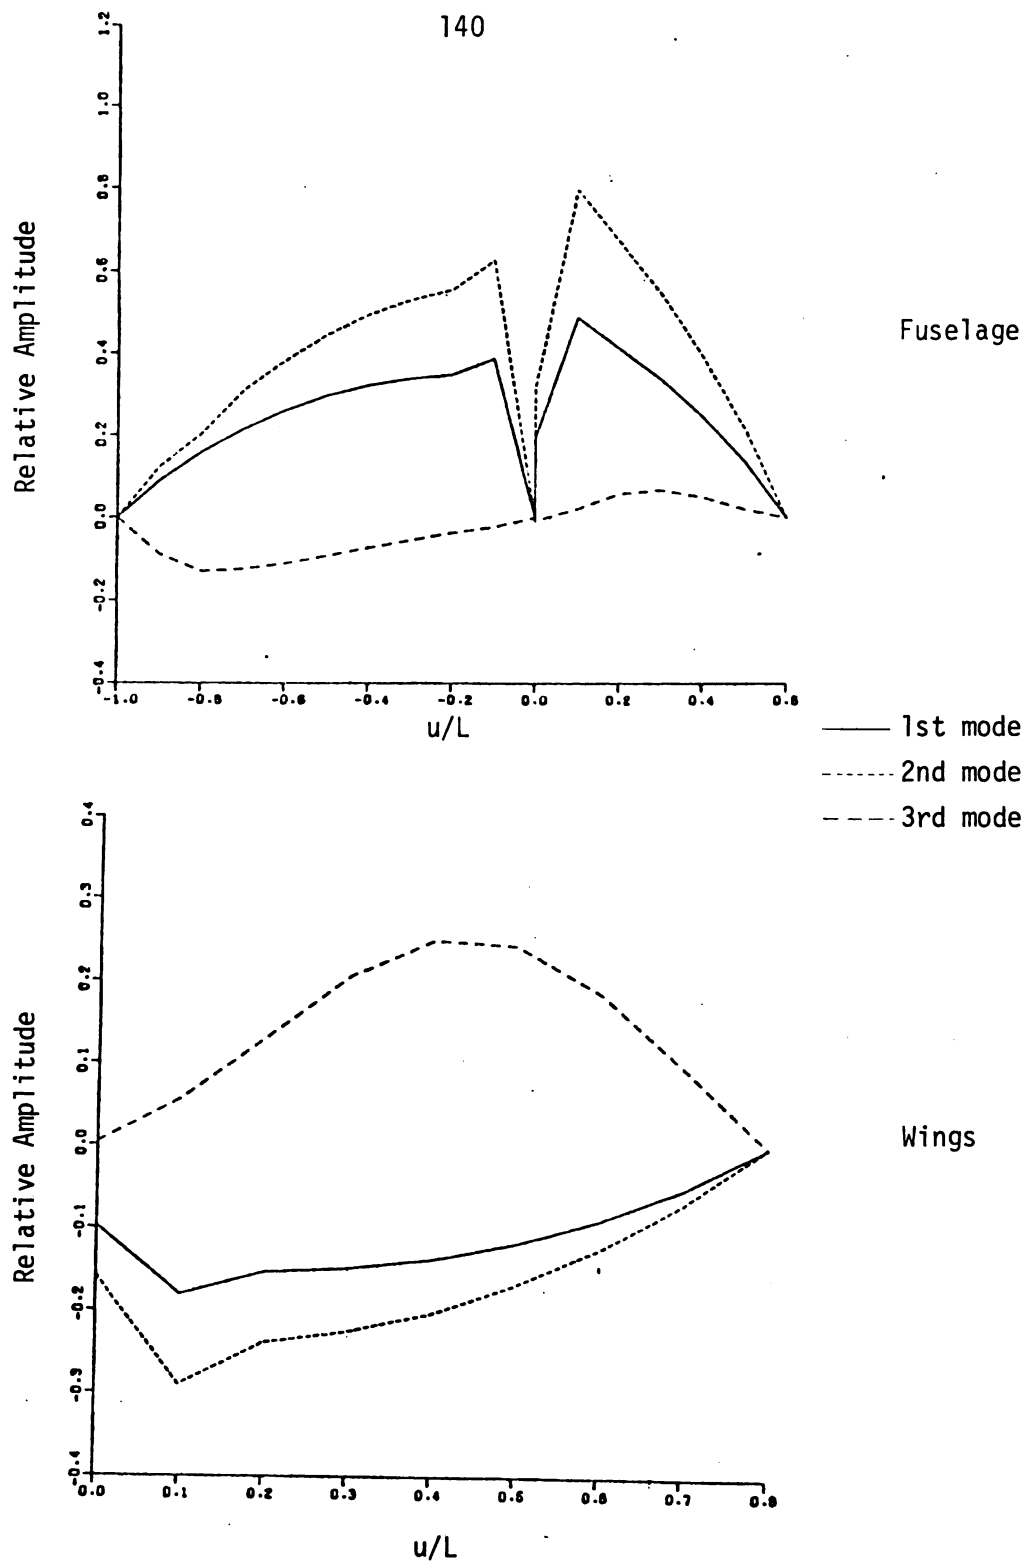 140
Relative Amplitude
1.2
1.0
0.8
0.6
0.4
0.2
0.0
-0.2
-0.4
-1.0 -0.8 -0.6 -0.4 -0.2 0.0 0.2 0.4 0.6
u/L
Fuselage
1st mode
2nd mode
3rd mode
Relative Amplitude
0.4
0.3
0.2
0.1
0.0
-0.1
-0.2
-0.3
-0.4
0.0 0.1 0.2 0.3 0.4 0.5 0.6 0.7 0.8
u/L
Wings